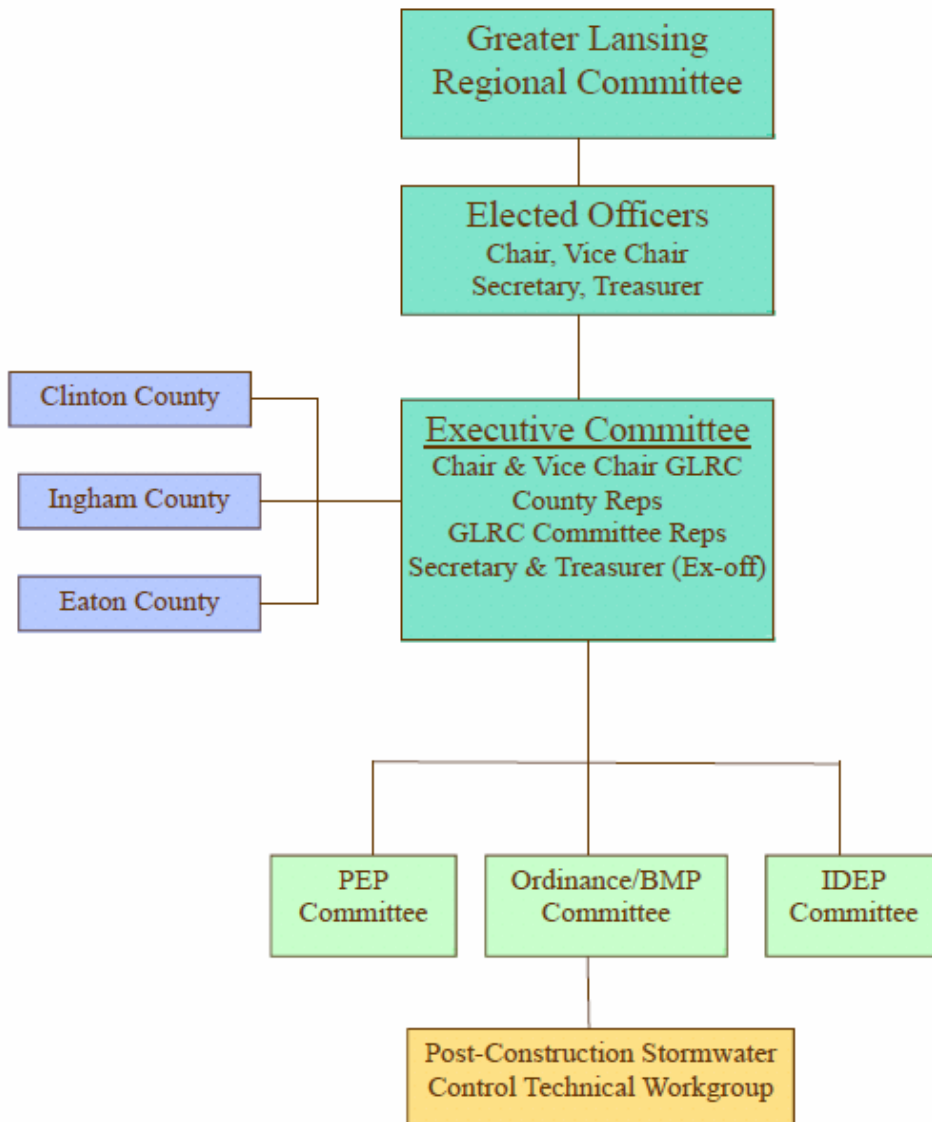 Greater Lansing
Regional Committee
Elected Officers
Chair, Vice Chair
Secretary, Treasurer
Clinton County
Ingham County
Eaton County
Executive Committee
Chair & Vice Chair GLRC
County Reps
GLRC Committee Reps
Secretary & Treasurer (Ex-off)
PEP
Committee
Ordinance/BMP
Committee
IDEP
Committee
Post-Construction Stormwater
Control Technical Workgroup